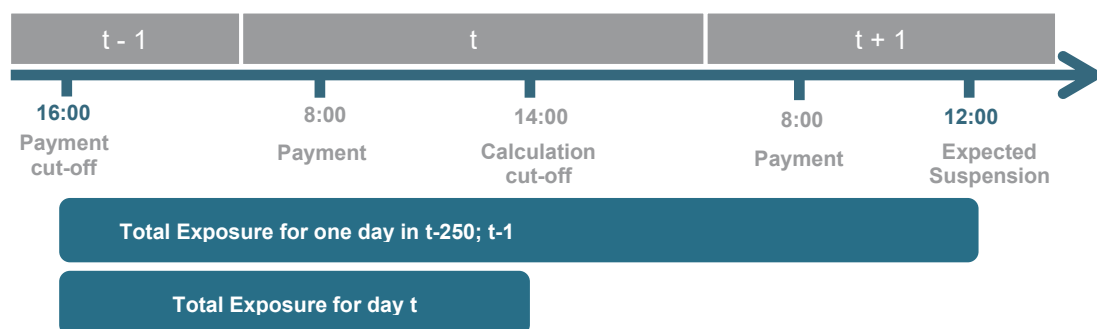 t - 1
t
t + 1
16:00
8:00
14:00
8:00
12:00
Payment
cut-off
Payment
Calculation
cut-off
Payment
Expected
Suspension
Total Exposure for one day in t-250; t-1
Total Exposure for day t